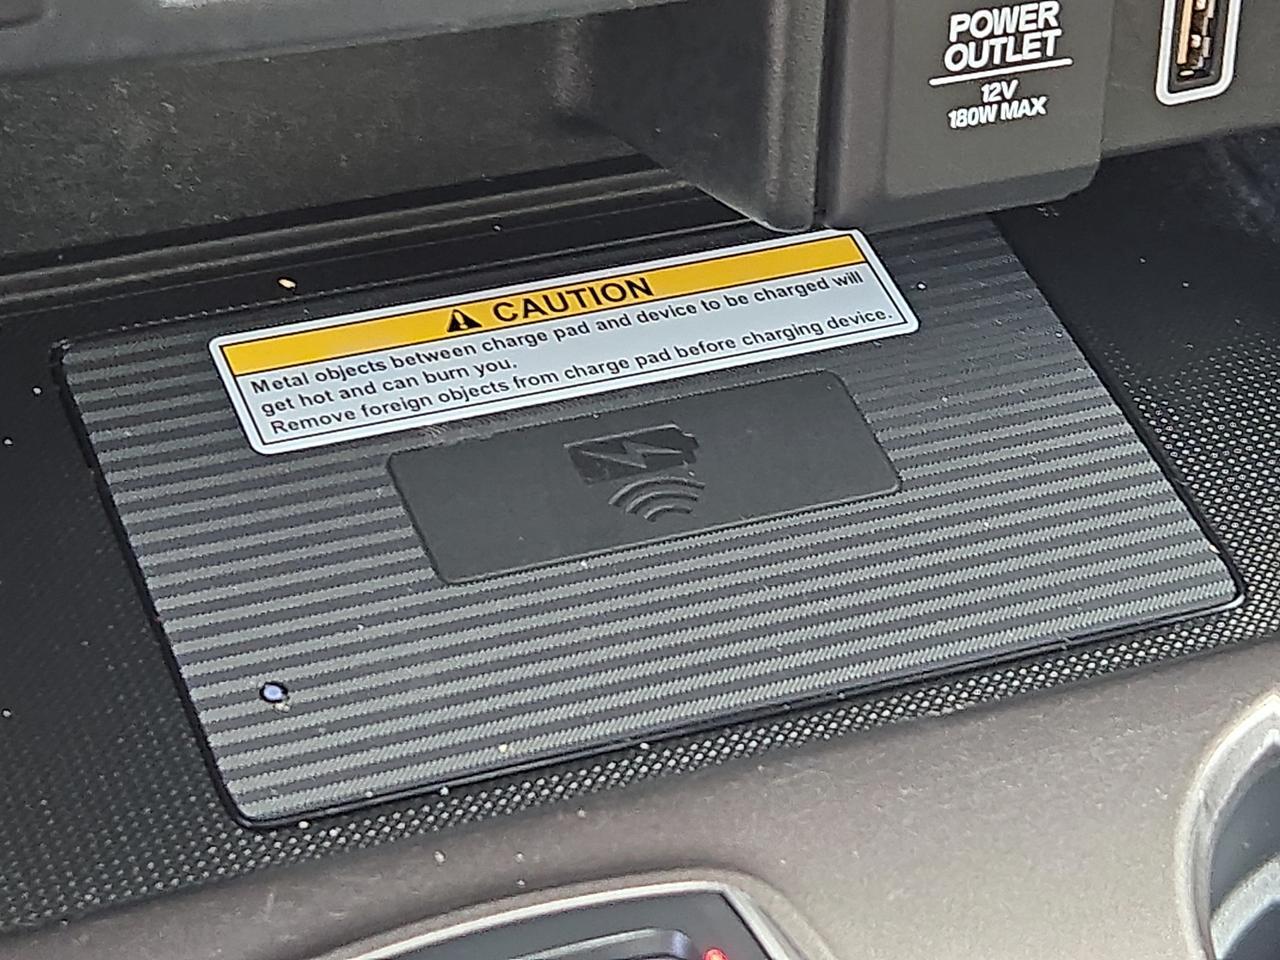 POWER
OUTLET
12V
180W MAX
CAUTION
Metal objects between charge pad and device to be charged will
get hot and can burn you.
Remove foreign objects from charge pad before charging device.